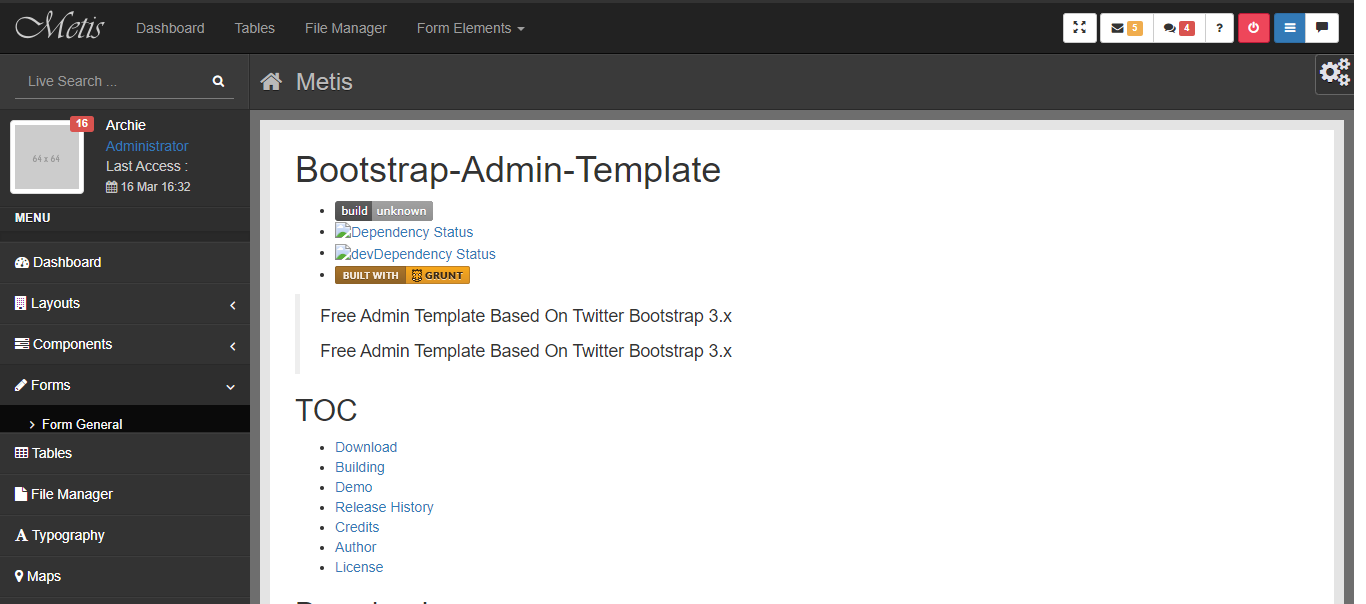 Metis Dashboard Tables File Manager Form Elements 5 4 ?
Live Search ...
Metis
16
64 x 64
Archie
Administrator
Last Access :
16 Mar 16:32
MENU
Dashboard
Layouts
Components
Forms
Form General
Tables
File Manager
Typography
Maps
Bootstrap-Admin-Template
build unknown
Dependency Status
devDependency Status
BUILT WITH GRUNT
Free Admin Template Based On Twitter Bootstrap 3.x
Free Admin Template Based On Twitter Bootstrap 3.x
TOC
Download
Building
Demo
Release History
Credits
Author
License